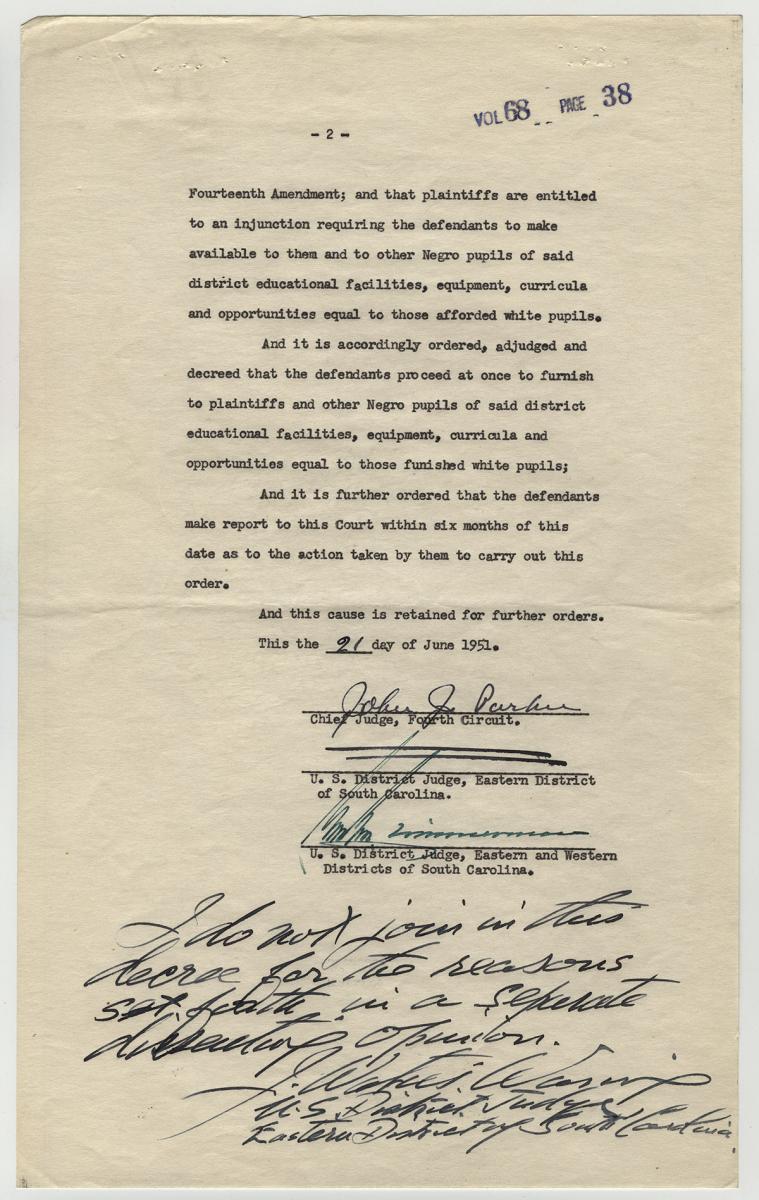 VOL 68 PAGE 38
- 2 -
Fourteenth Amendment; and that plaintiffs are entitled
to an injunction requiring the defendants to make
available to them and to other Negro pupils of said
district educational facilities, equipment, curricula
and opportunities equal to those afforded white pupils.
And it is accordingly ordered, adjudged and
decreed that the defendants proceed at once to furnish
to plaintiffs and other Negro pupils of said district
educational facilities, equipment, curricula and
opportunities equal to those funished white pupils;
And it is further ordered that the defendants
make report to this Court within six months of this
date as to the action taken by them to carry out this
order.
And this cause is retained for further orders.
This the 21 day of June 1951.
John J. Parker
Chief Judge, Fourth Circuit.
U. S. District Judge, Eastern District
of South Carolina.
Timmerman
U. S. District Judge, Eastern and Western
Districts of South Carolina.
I do not join in this
decree for the reasons
set forth in a separate
dissenting opinion.
J. Waties Waring
U.S. District Judge
Eastern District of South Carolina.